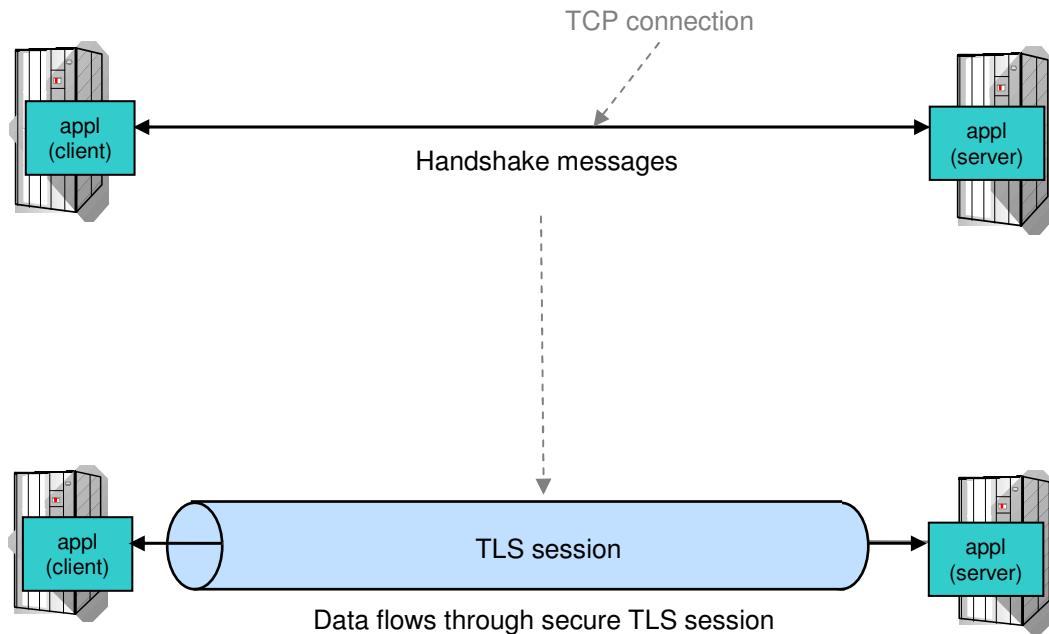 TCP connection
appl
(client)
appl
(server)
Handshake messages
TLS session
appl
(client)
appl
(server)
Data flows through secure TLS session